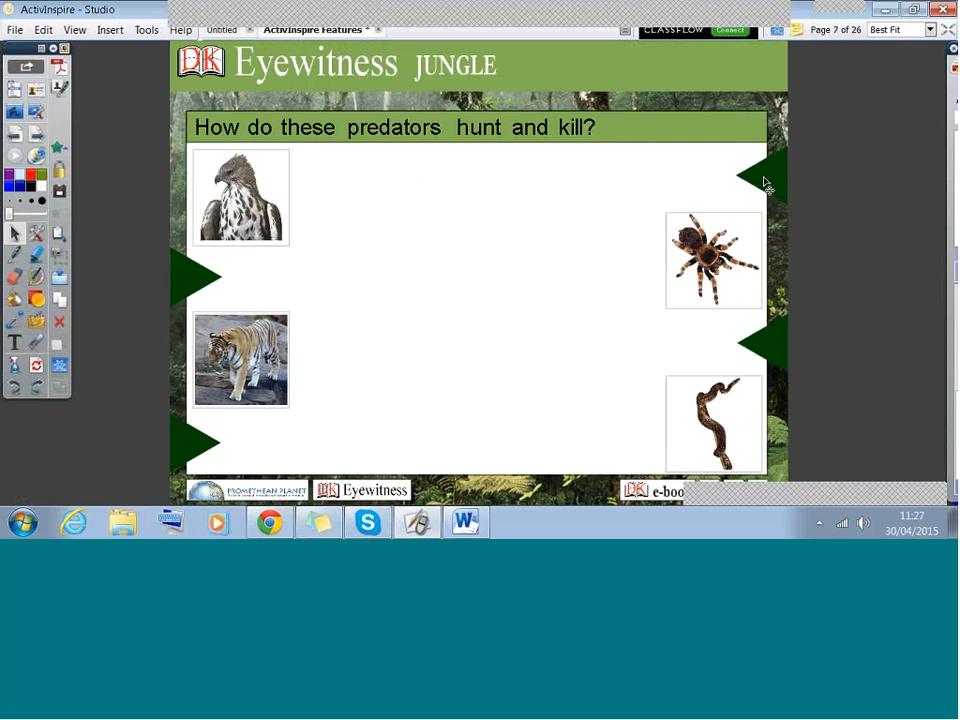 ActivInspire - Studio
File Edit View Insert Tools Help
Untitled ActivInspire Features *
CLASSFLOW Connect
Page 7 of 26 Best Fit
DK Eyewitness JUNGLE
How do these predators hunt and kill?
T
PROMETHEAN PLANET
DK Eyewitness
DK e-boo
W
11:27
30/04/2015